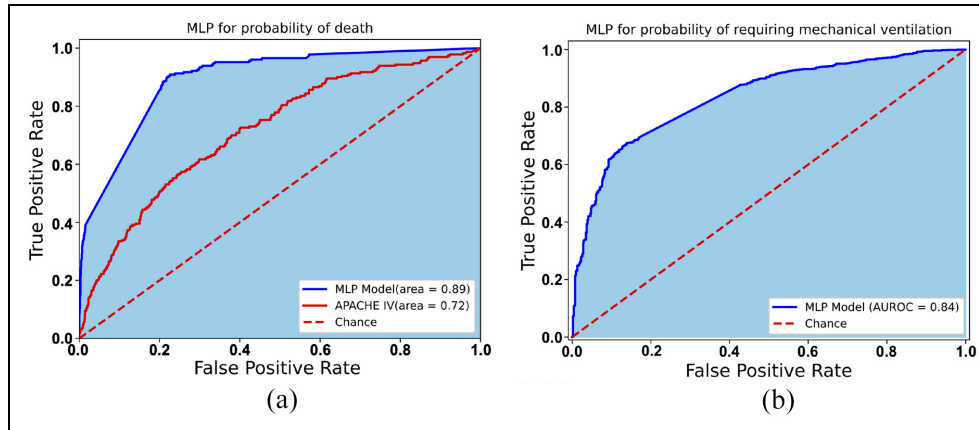 MLP for probability of death
True Positive Rate
1.0
0.8
0.6
0.4
0.2
0.0
MLP Model(area = 0.89)
APACHE IV(area = 0.72)
Chance
0.0 0.2 0.4 0.6 0.8 1.0
False Positive Rate
(a)
MLP for probability of requiring mechanical ventilation
True Positive Rate
1.0
0.8
0.6
0.4
0.2
0.0
MLP Model (AUROC = 0.84)
Chance
0.0 0.2 0.4 0.6 0.8 1.0
False Positive Rate
(b)